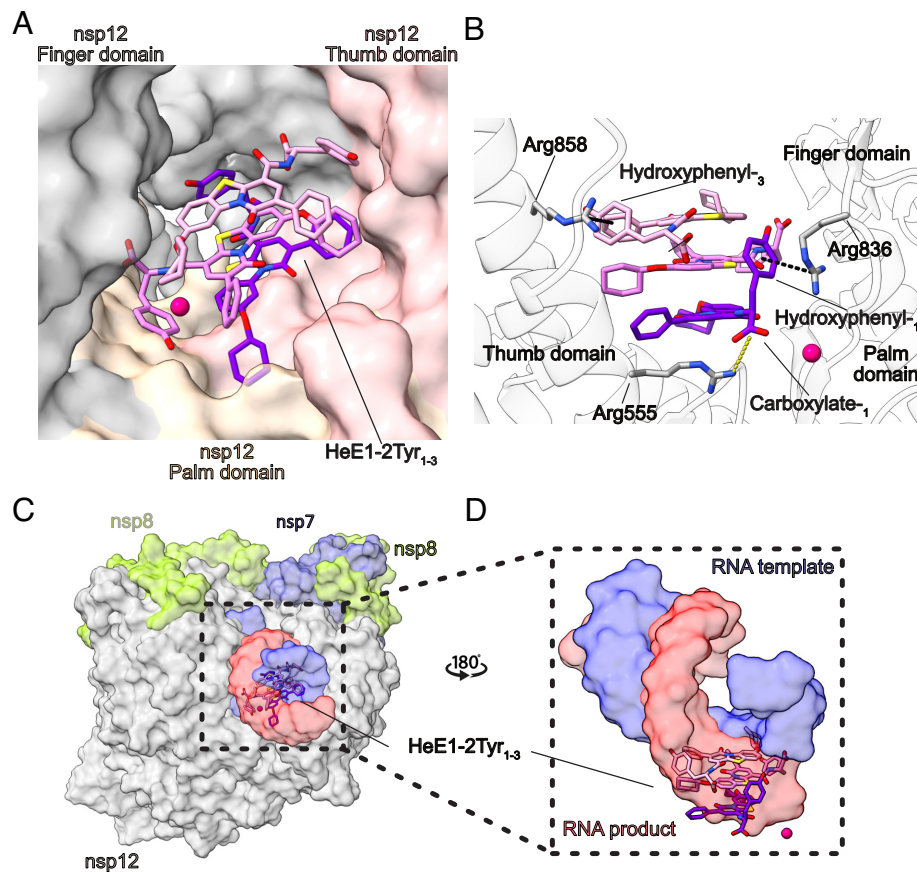 A
nsp12
Finger domain
nsp12
Thumb domain
nsp12
Palm domain
HeE1-2Tyr1-3
B
Arg858
Hydroxyphenyl-3
Finger domain
Arg836
Hydroxyphenyl-1
Thumb domain
Palm
domain
Arg555
Carboxylate-1
C
nsp8
nsp7
nsp8
nsp12
180°
HeE1-2Tyr1-3
D
RNA template
RNA product